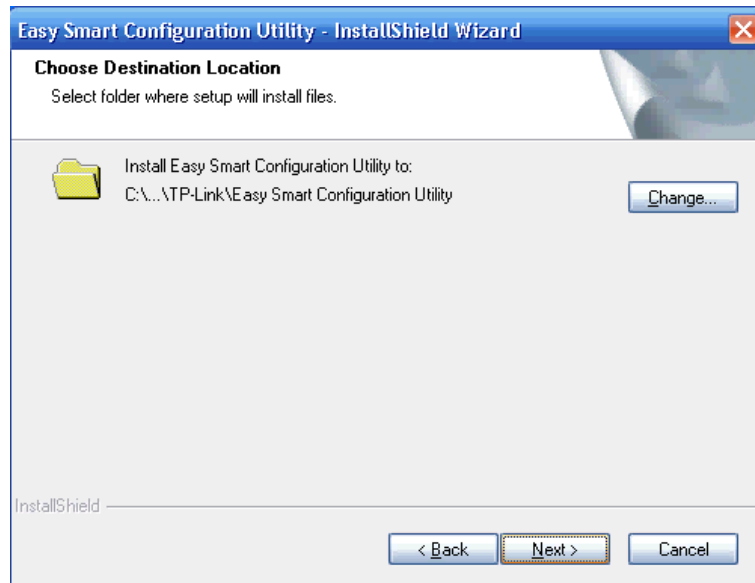 Easy Smart Configuration Utility - InstallShield Wizard
Choose Destination Location
Select folder where setup will install files.
Install Easy Smart Configuration Utility to:
C:\...\TP-Link\Easy Smart Configuration Utility
Change...
InstallShield
< Back
Next >
Cancel